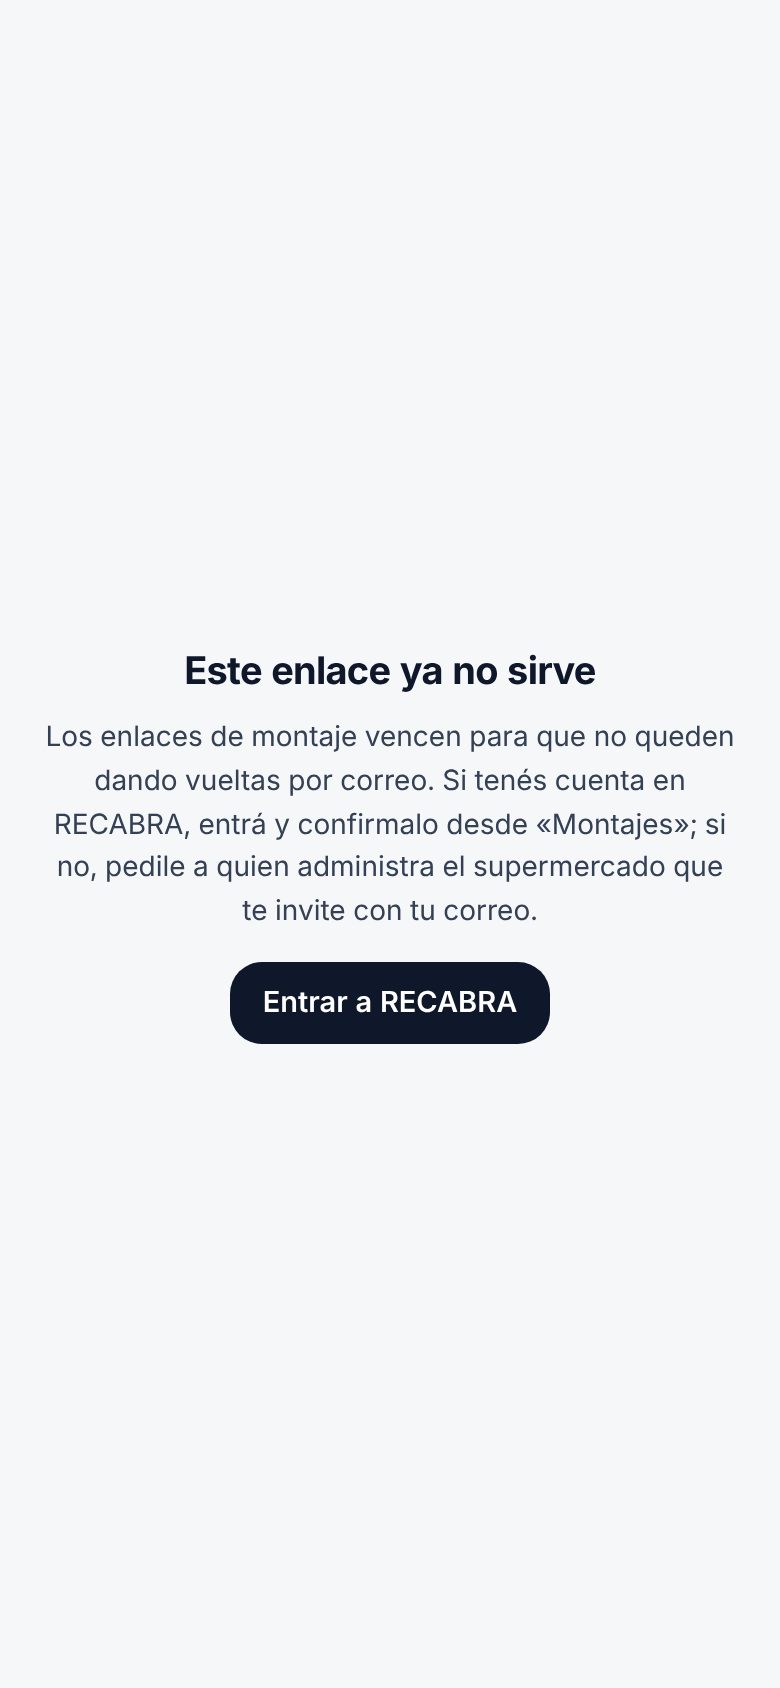 Este enlace ya no sirve
Los enlaces de montaje vencen para que no queden
dando vueltas por correo. Si tenés cuenta en
RECABRA, entrá y confirmalo desde «Montajes»; si
no, pedile a quien administra el supermercado que
te invite con tu correo.
Entrar a RECABRA